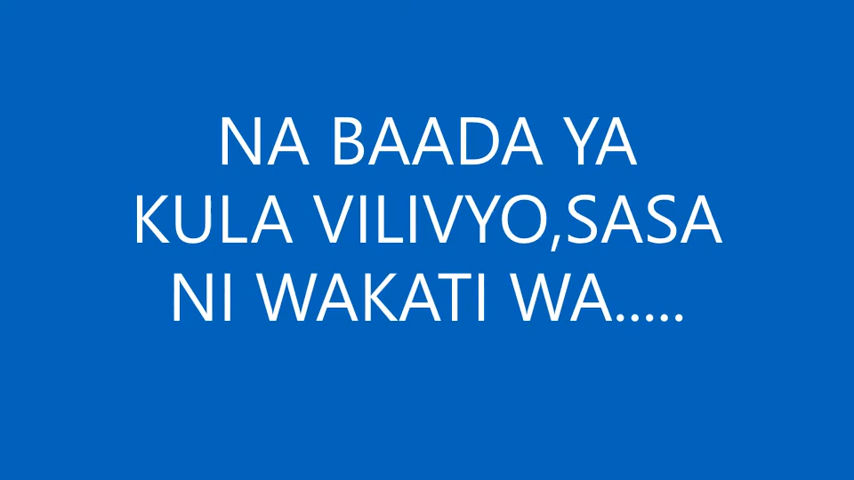 NA BAADA YA
KULA VILIVYO,SASA
NI WAKATI WA.....